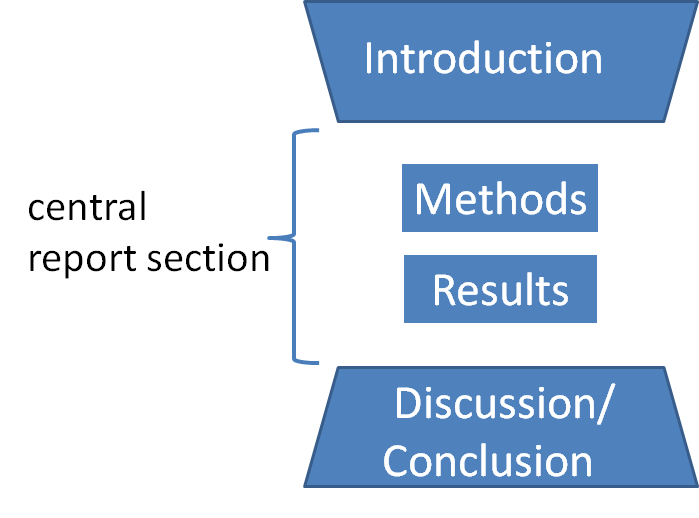 Introduction
central
report section
Methods
Results
Discussion/
Conclusion